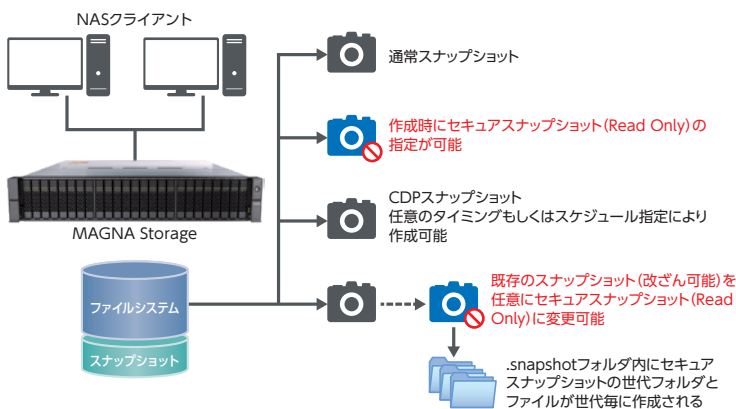 NASクライアント
MAGNA Storage
ファイルシステム
スナップショット
通常スナップショット
作成時にセキュアスナップショット(Read Only)の
指定が可能
CDPスナップショット
任意のタイミングもしくはスケジュール指定により
作成可能
既存のスナップショット(改ざん可能)を
任意にセキュアスナップショット(Read
Only)に変更可能
.snapshotフォルダ内にセキュア
スナップショットの世代フォルダと
ファイルが世代毎に作成される